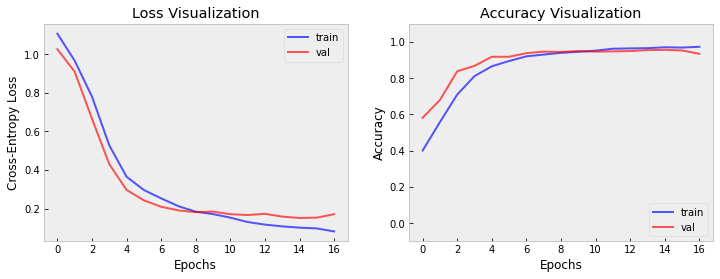 Loss Visualization
Cross-Entropy Loss
1.0
0.8
0.6
0.4
0.2
train
val
0 2 4 6 8 10 12 14 16
Epochs
Accuracy Visualization
Accuracy
1.0
0.8
0.6
0.4
0.2
0.0
train
val
0 2 4 6 8 10 12 14 16
Epochs